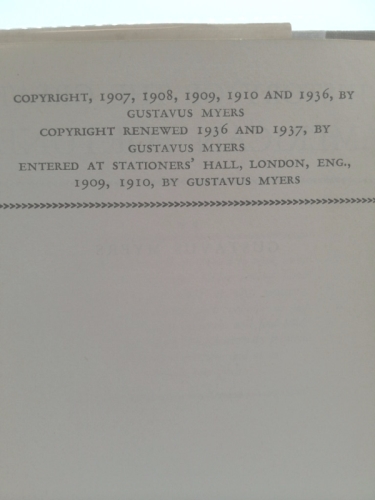 COPYRIGHT, 1907, 1908, 1909, 1910 AND 1936, BY
GUSTAVUS MYERS
COPYRIGHT RENEWED 1936 AND 1937, BY
GUSTAVUS MYERS
ENTERED AT STATIONERS' HALL, LONDON, ENG.,
1909, 1910, BY GUSTAVUS MYERS